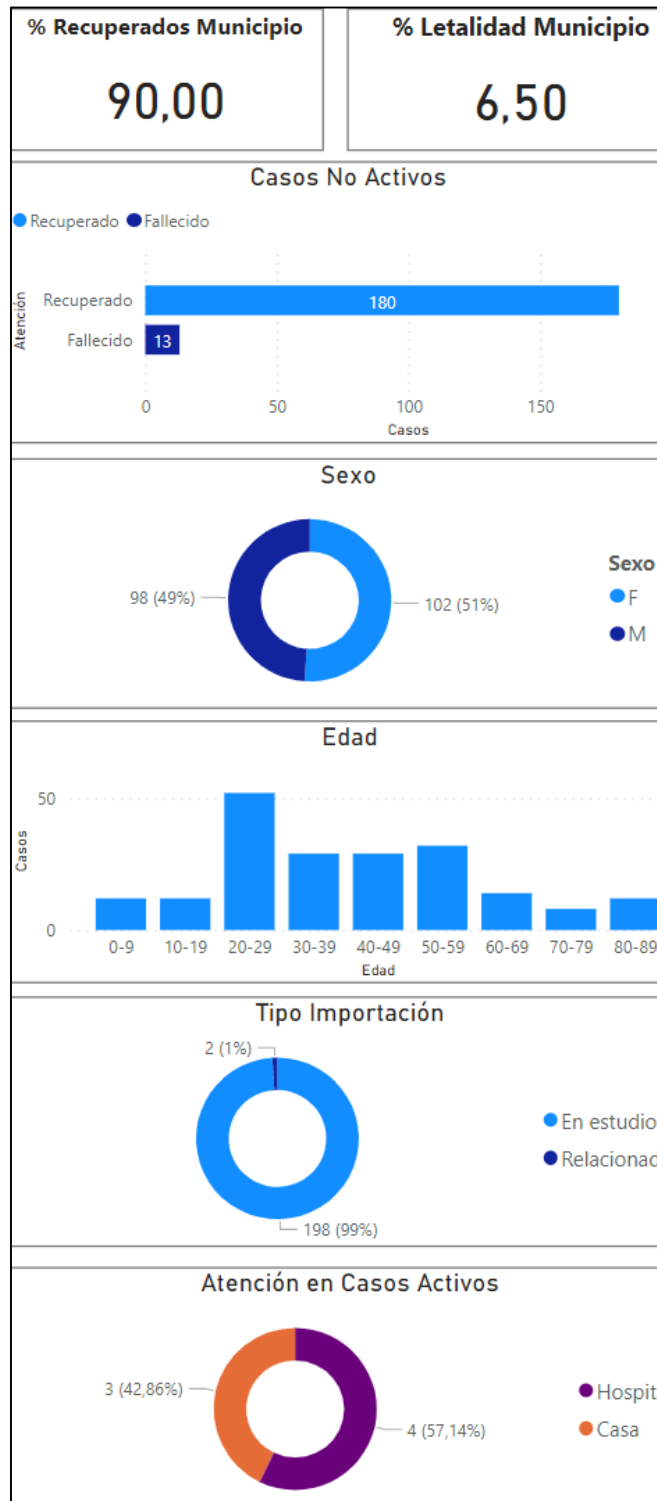 % Recuperados Municipio
90,00
% Letalidad Municipio
6,50
Casos No Activos
Recuperado Fallecido
Atención
Recuperado
180
Fallecido
13
0 50 100 150
Casos
Sexo
98 (49%)
102 (51%)
Sexo
F
M
Edad
Casos
50
0
0-9 10-19 20-29 30-39 40-49 50-59 60-69 70-79 80-89
Edad
Tipo Importación
2 (1%)
En estudio
Relacionad
198 (99%)
Atención en Casos Activos
3 (42,86%)
Hospit
Casa
4 (57,14%)